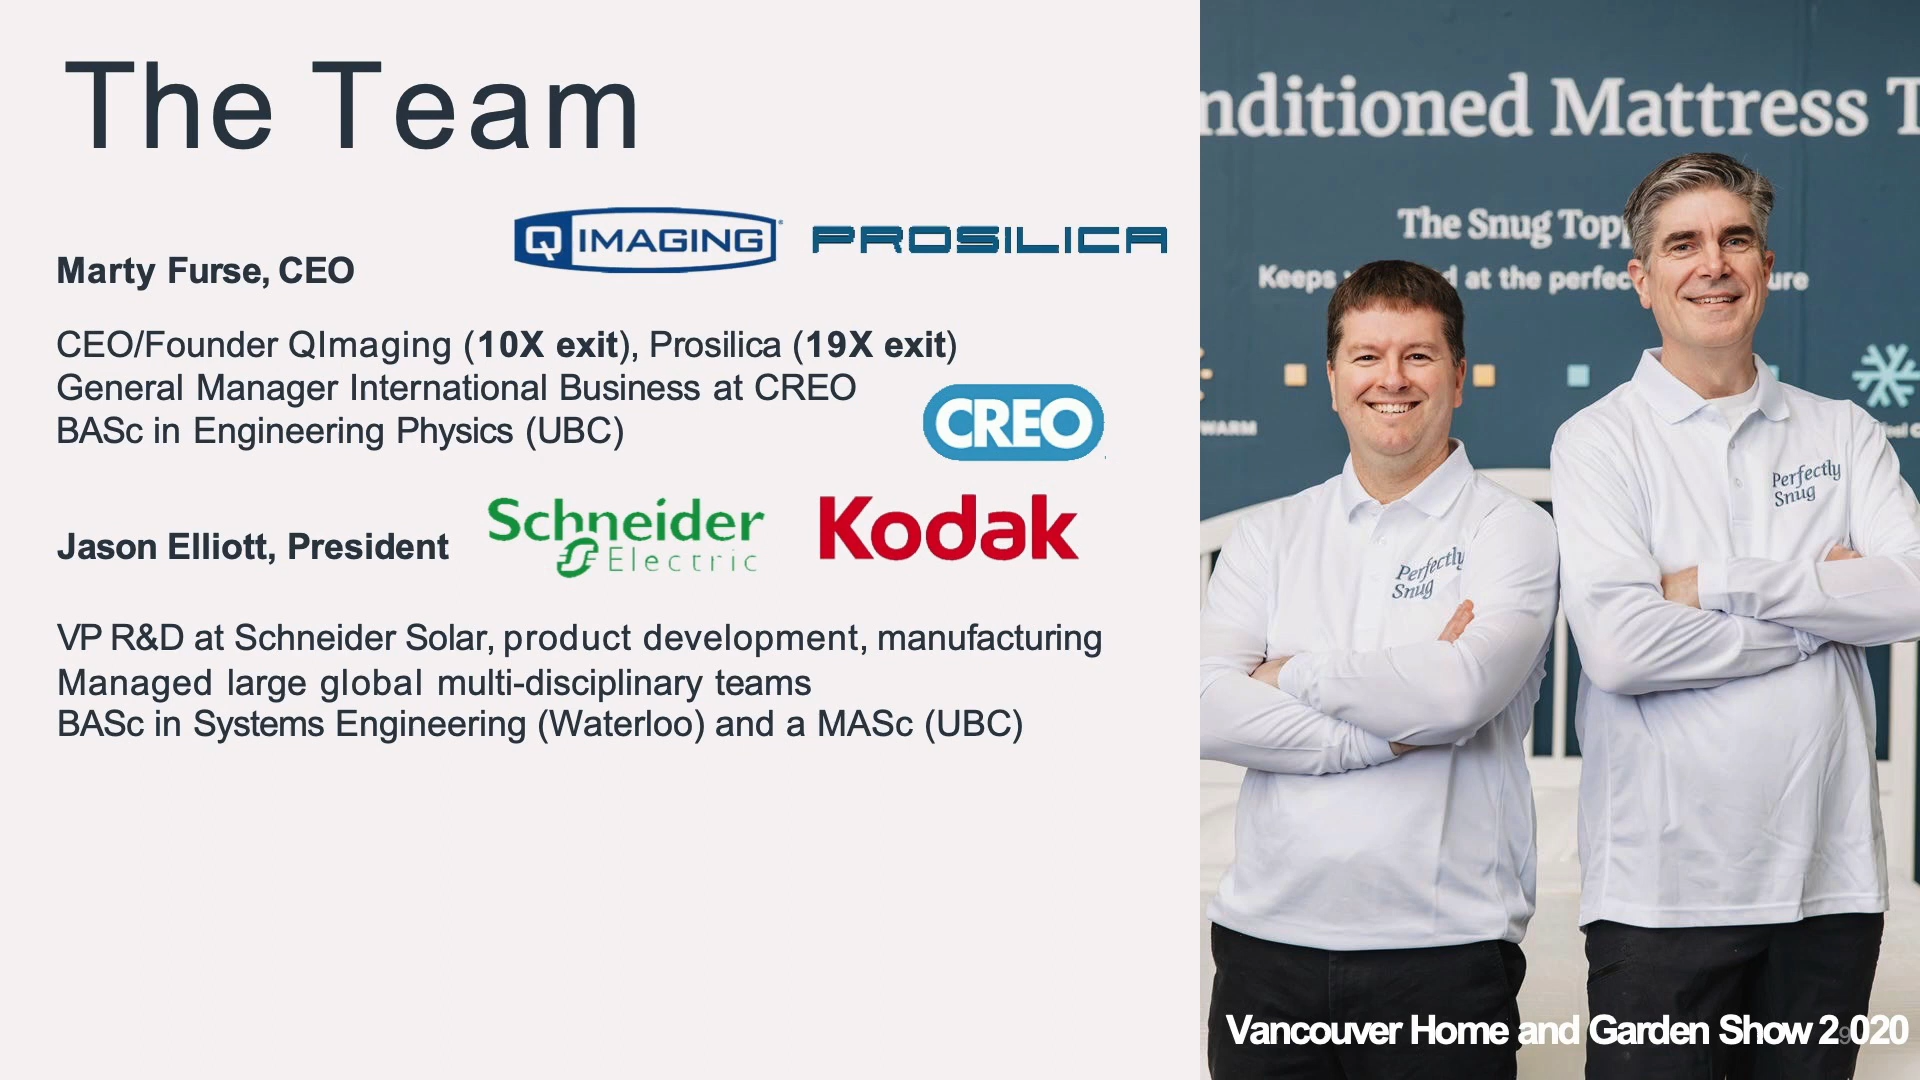 The Team
QIMAGING
PROSILICA
Marty Furse, CEO
CEO/Founder QImaging (10X exit), Prosilica (19X exit)
General Manager International Business at CREO
BASc in Engineering Physics (UBC)
CREO
Schneider
Electric
Kodak
Jason Elliott, President
VP R&D at Schneider Solar, product development, manufacturing
Managed large global multi-disciplinary teams
BASc in Systems Engineering (Waterloo) and a MASc (UBC)
nditioned Mattress T
The Snug Topp
Keeps at the perfec ure
WARM
Perfectly
Snug
Perfectly
Snug
Vancouver Home and Garden Show 2020
9